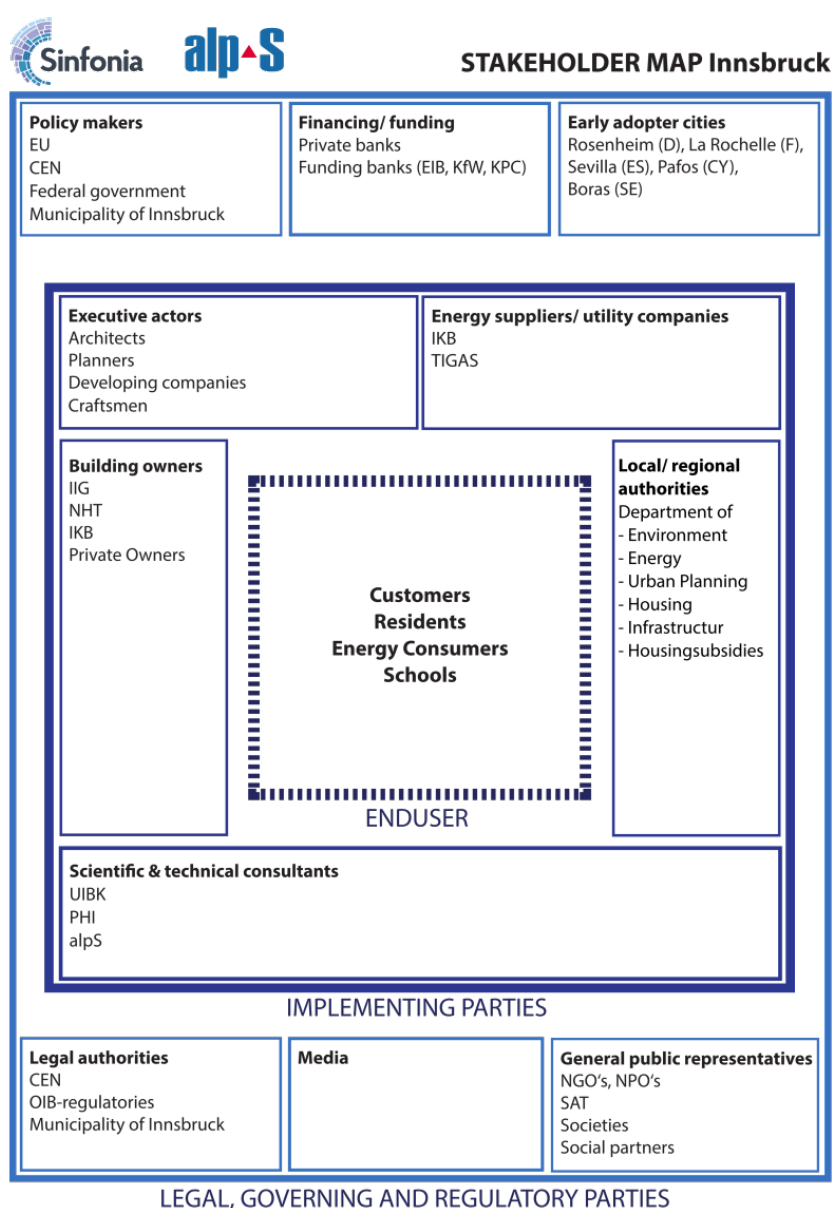 Sinfonia
alpS
STAKEHOLDER MAP Innsbruck
Policy makers
EU
CEN
Federal government
Municipality of Innsbruck
Financing/ funding
Private banks
Funding banks (EIB, KfW, KPC)
Early adopter cities
Rosenheim (D), La Rochelle (F),
Sevilla (ES), Pafos (CY),
Boras (SE)
Executive actors
Architects
Planners
Developing companies
Craftsmen
Energy suppliers/ utility companies
IKB
TIGAS
Building owners
IIG
NHT
IKB
Private Owners
Customers
Residents
Energy Consumers
Schools
ENDUSER
Local/ regional
authorities
Department of
- Environment
- Energy
- Urban Planning
- Housing
- Infrastructur
- Housingsubsidies
Scientific & technical consultants
UIBK
PHI
alpS
IMPLEMENTING PARTIES
Legal authorities
CEN
OIB-regulatories
Municipality of Innsbruck
Media
General public representatives
NGO‘s, NPO‘s
SAT
Societies
Social partners
LEGAL, GOVERNING AND REGULATORY PARTIES